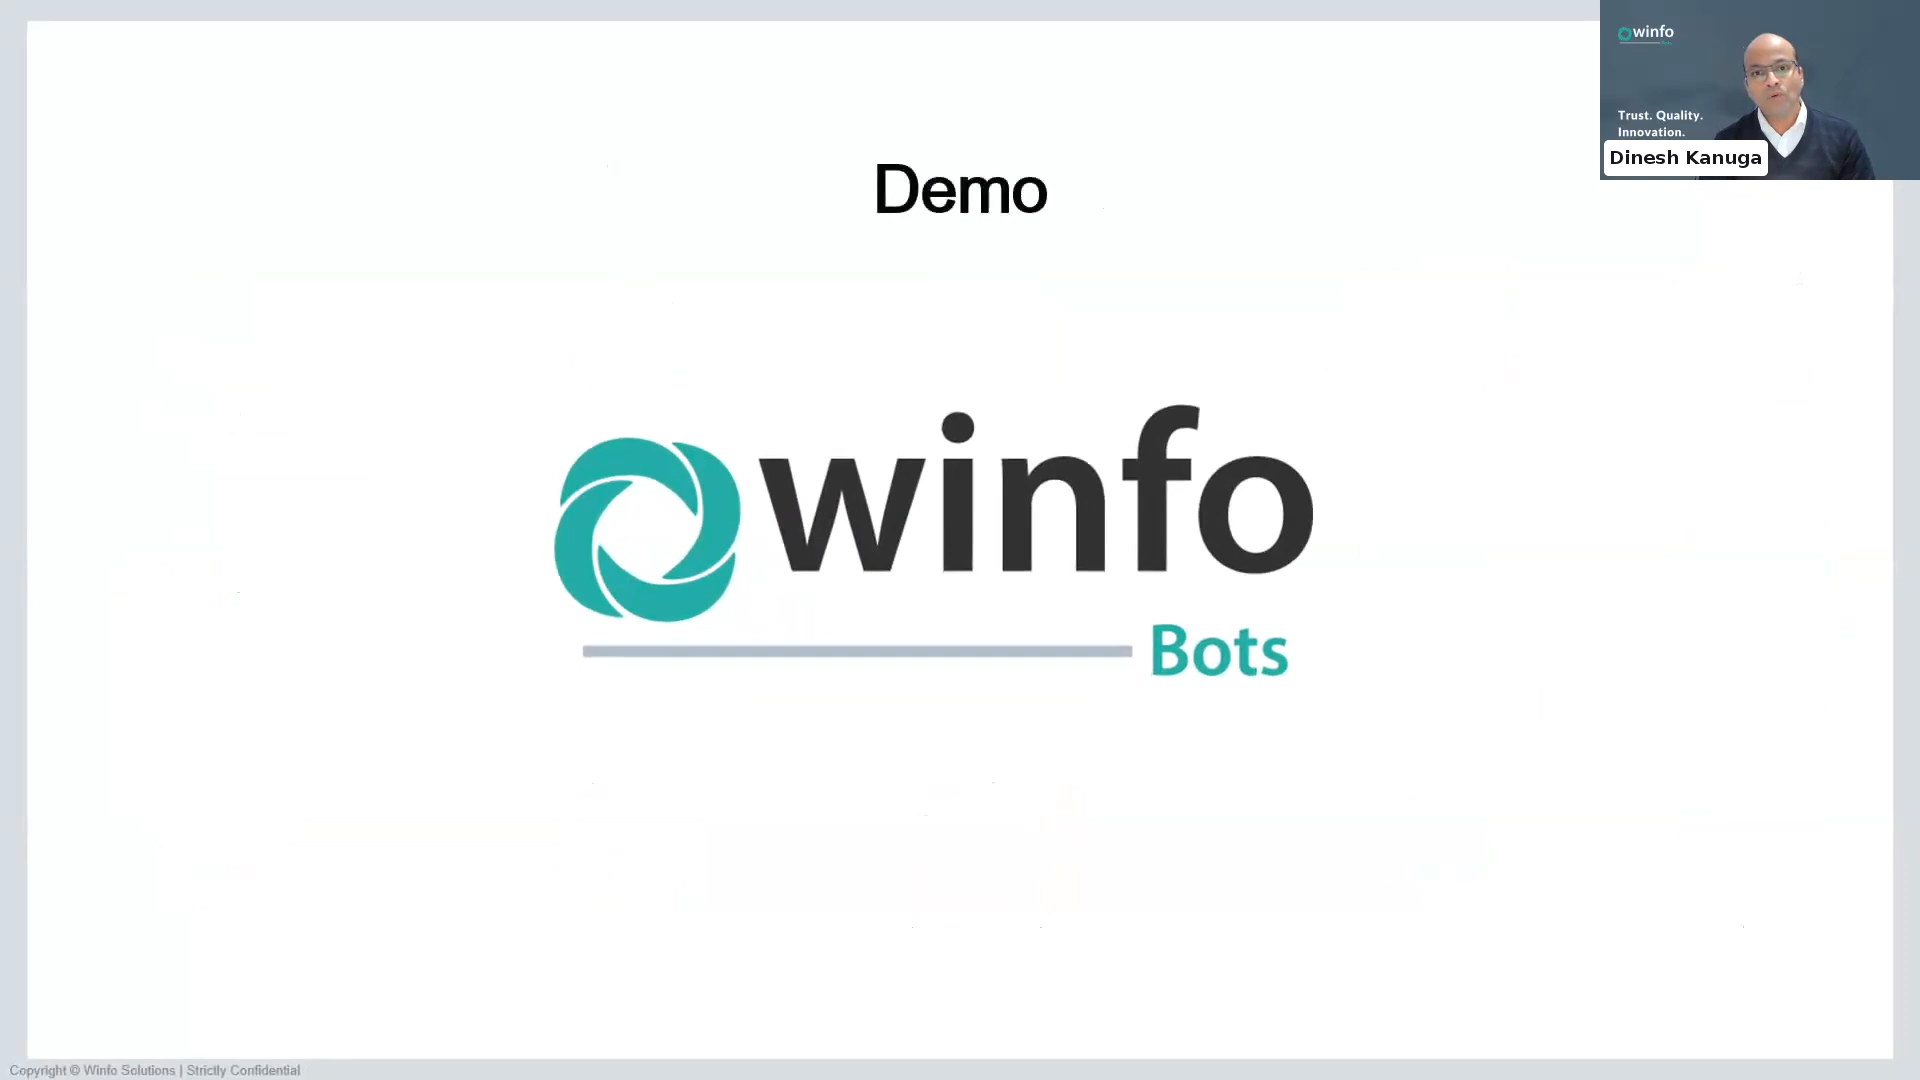 winfo
Trust. Quality.
Innovation.
Dinesh Kanuga
Demo
winfo
Bots
Copyright © Winfo Solutions | Strictly Confidential